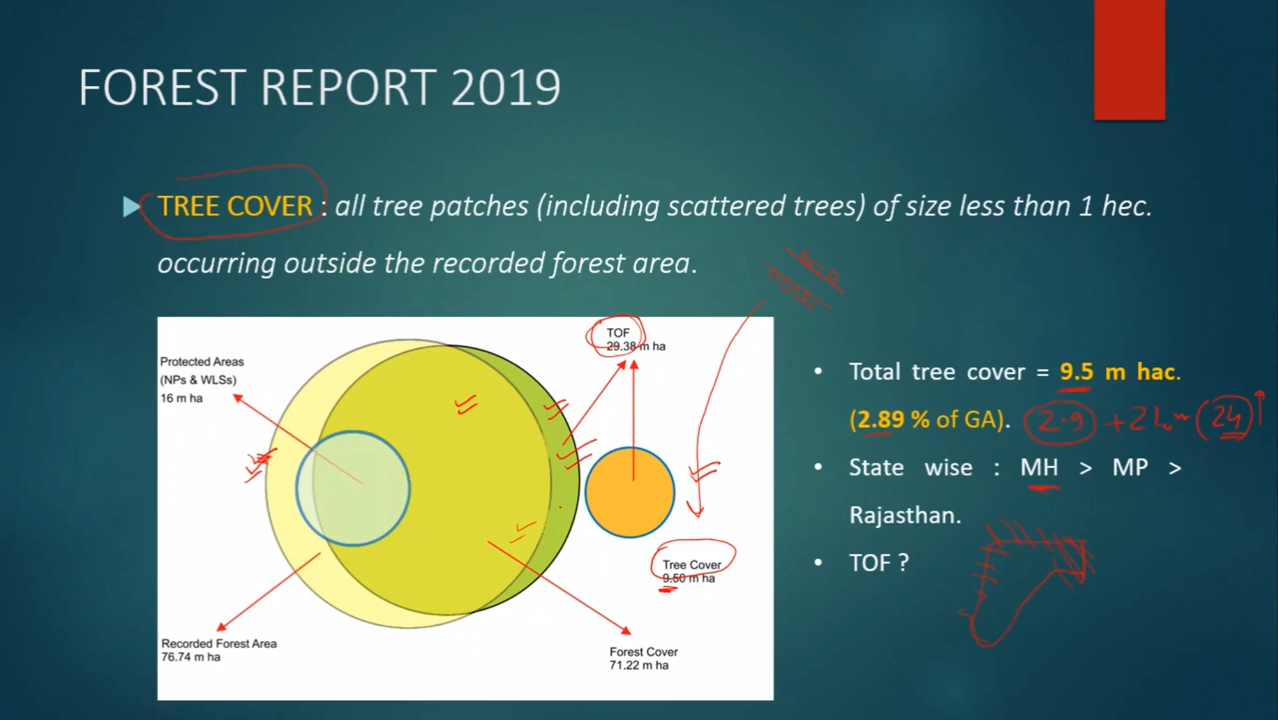 FOREST REPORT 2019
TREE COVER : all tree patches (including scattered trees) of size less than 1 hec.
occurring outside the recorded forest area.
TOF
29.38 m ha
Protected Areas
(NPs & WLSs)
16 m ha
Tree Cover
9.50 m ha
Recorded Forest Area
76.74 m ha
Forest Cover
71.22 m ha
• Total tree cover = 9.5 m hac.
(2.89 % of GA). 2.9 + 21. ~ 24 ↑
• State wise : MH > MP >
Rajasthan.
• TOF ?